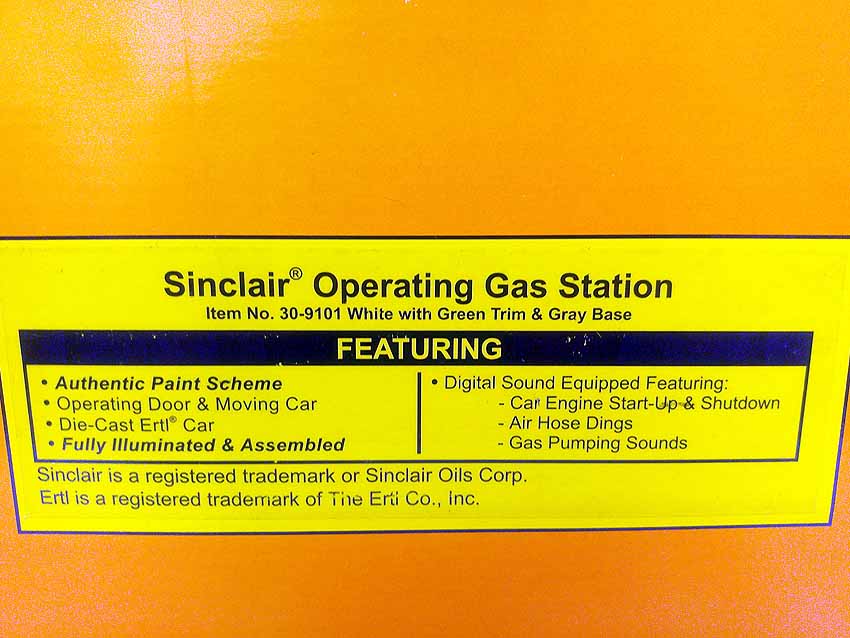 Sinclair® Operating Gas Station
Item No. 30-9101 White with Green Trim & Gray Base
FEATURING
• Authentic Paint Scheme
• Operating Door & Moving Car
• Die-Cast Ertl® Car
• Fully Illuminated & Assembled
• Digital Sound Equipped Featuring:
- Car Engine Start-Up & Shutdown
- Air Hose Dings
- Gas Pumping Sounds
Sinclair is a registered trademark or Sinclair Oils Corp.
Ertl is a registered trademark of The Ertl Co., Inc.